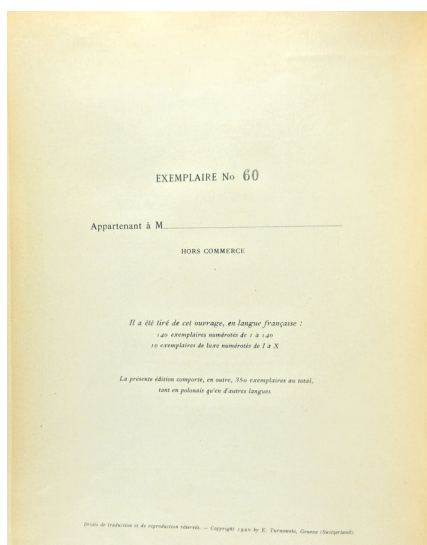 EXEMPLAIRE No 60
Appartenant à M
HORS COMMERCE
Il a été tiré de cet ouvrage, en langue française :
140 exemplaires numérotés de 1 à 140
10 exemplaires de luxe numérotés de I à X
La présente édition comporte, en outre, 350 exemplaires au total,
tant en polonais qu'en d'autres langues
Droits de traduction et de reproduction réservés. — Copyright by E. Turnowski, Geneva (Switzerland)